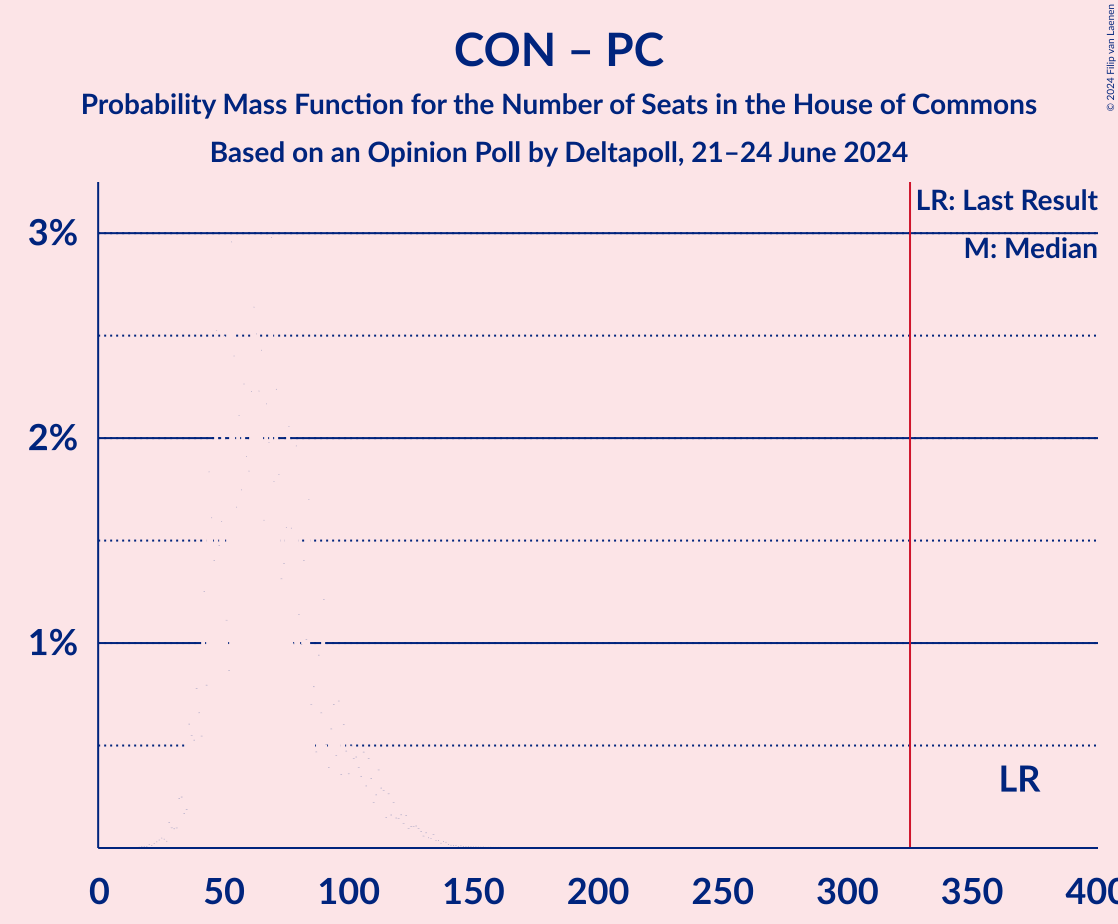 CON – PC
Probability Mass Function for the Number of Seats in the House of Commons
Based on an Opinion Poll by Deltapoll, 21–24 June 2024
© 2024 Filip van Laenen
LR: Last Result
M: Median
3%
2%
1%
LR
0 50 100 150 200 250 300 350 400